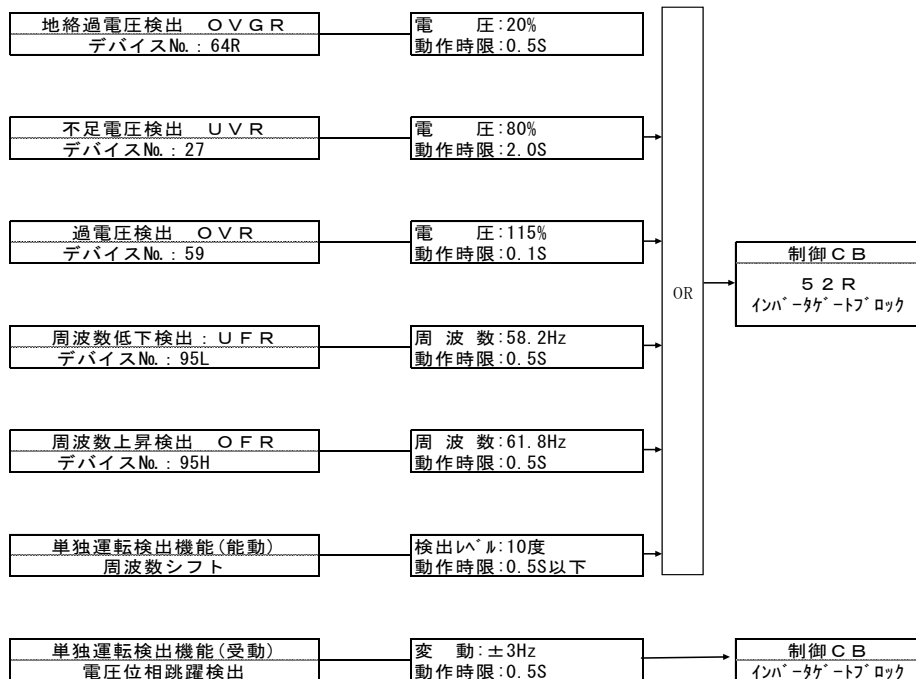 地絡過電圧検出　ＯＶＧＲ
デバイス№：64R
電　　圧:20%
動作時限:0.5S
不足電圧検出　ＵＶＲ
デバイス№：27
電　　圧:80%
動作時限:2.0S
過電圧検出　ＯＶＲ
デバイス№：59
電　　圧:115%
動作時限:0.1S
OR
制御ＣＢ
５２Ｒ
ｲﾝﾊﾞｰﾀｹﾞｰﾄﾌﾞﾛｯｸ
周波数低下検出：ＵＦＲ
デバイス№：95L
周 波 数:58.2Hz
動作時限:0.5S
周波数上昇検出　ＯＦＲ
デバイス№：95H
周 波 数:61.8Hz
動作時限:0.5S
単独運転検出機能(能動)
周波数シフト
検出ﾚﾍﾞﾙ:10度
動作時限:0.5S以下
単独運転検出機能(受動)
電圧位相跳躍検出
変　動:±3Hz
動作時限:0.5S
制御ＣＢ
ｲﾝﾊﾞｰﾀｹﾞｰﾄﾌﾞﾛｯｸ